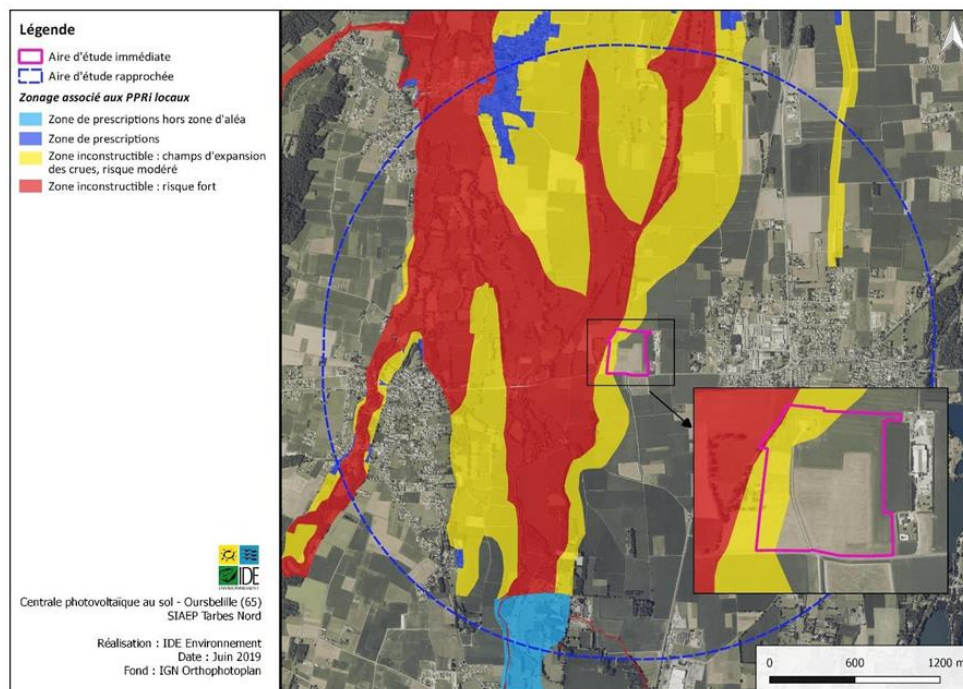 Légende
Aire d'étude immédiate
Aire d'étude rapprochée
Zonage associé aux PPRi locaux
Zone de prescriptions hors zone d'aléa
Zone de prescriptions
Zone inconstructible : champs d'expansion
des crues, risque modéré
Zone inconstructible : risque fort
IDE
Centrale photovoltaïque au sol - Oursbelille (65)
SIAEP Tarbes Nord
Réalisation : IDE Environnement
Date : Juin 2019
Fond : IGN Orthophotoplan
0 600 1200 m